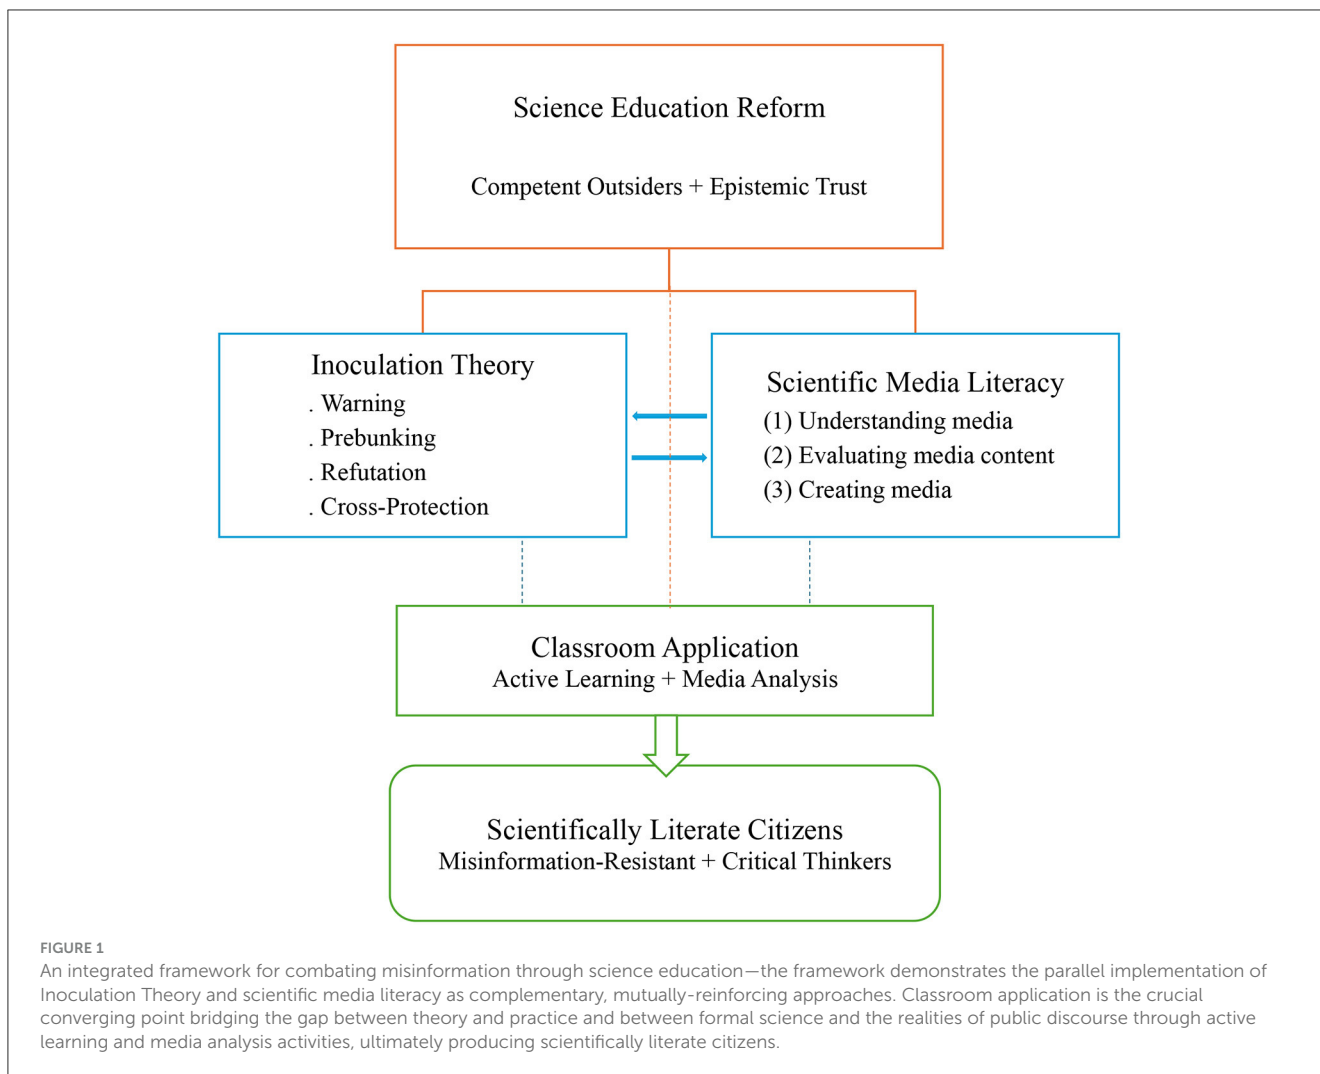 Science Education Reform
Competent Outsiders + Epistemic Trust
Inoculation Theory
. Warning
. Prebunking
. Refutation
. Cross-Protection
Scientific Media Literacy
(1) Understanding media
(2) Evaluating media content
(3) Creating media
Classroom Application
Active Learning + Media Analysis
Scientifically Literate Citizens
Misinformation-Resistant + Critical Thinkers
FIGURE 1
An integrated framework for combating misinformation through science education—the framework demonstrates the parallel implementation of
Inoculation Theory and scientific media literacy as complementary, mutually-reinforcing approaches. Classroom application is the crucial
converging point bridging the gap between theory and practice and between formal science and the realities of public discourse through active
learning and media analysis activities, ultimately producing scientifically literate citizens.